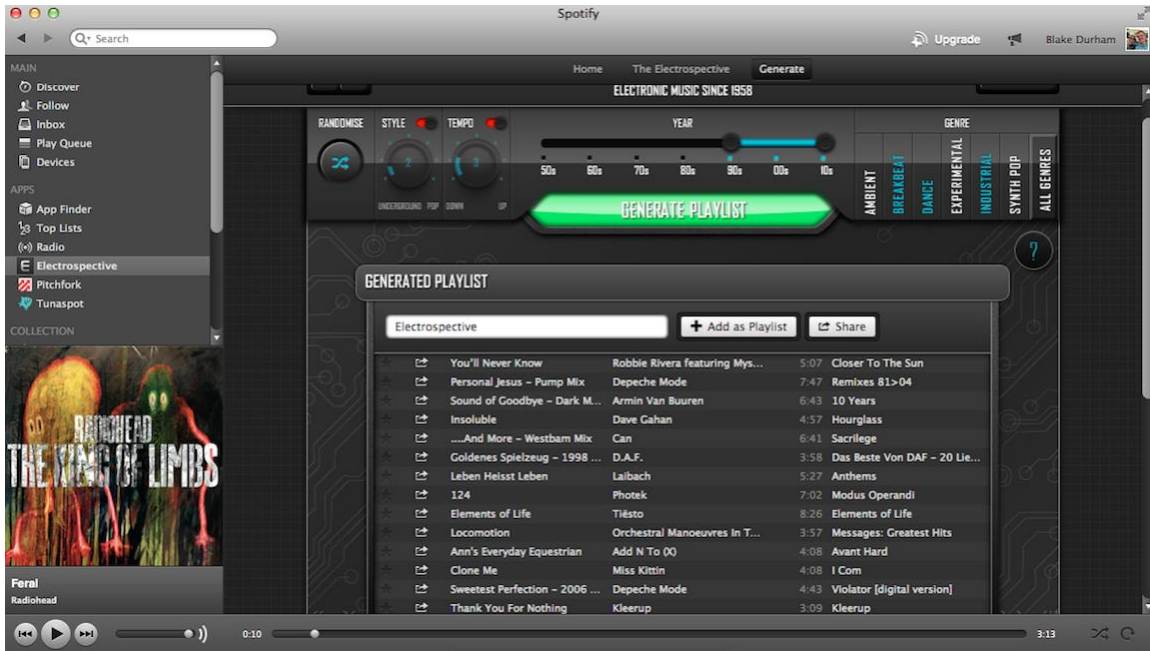 Spotify
Search
Upgrade
Blake Durham
MAIN
Discover
Follow
Inbox
Play Queue
Devices
APPS
App Finder
Top Lists
Radio
Electrospective
Pitchfork
Tunaspot
COLLECTION
RADIOHEAD
THE KING OF LIMBS
Feral
Radiohead
Home The Electrospective Generate
ELECTRONIC MUSIC SINCE 1958
RANDOMISE STYLE TEMPO YEAR GENRE
2 3
50s 60s 70s 80s 90s 00s 10s
UNDERGROUND POP DOWN UP
AMBIENT
BREAKBEAT
DANCE
EXPERIMENTAL
INDUSTRIAL
SYNTH POP
ALL GENRES
GENERATE PLAYLIST
?
GENERATED PLAYLIST
Electrospective + Add as Playlist Share
You'll Never Know Robbie Rivera featuring Mys... 5:07 Closer To The Sun
Personal Jesus - Pump Mix Depeche Mode 7:47 Remixes 81>04
Sound of Goodbye - Dark M... Armin Van Buuren 6:43 10 Years
Insoluble Dave Gahan 4:57 Hourglass
....And More - Westbam Mix Can 6:41 Sacrilege
Goldenes Spielzeug - 1998 ... D.A.F. 3:58 Das Beste Von DAF - 20 Lie...
Leben Heisst Leben Laibach 5:27 Anthems
124 Photek 7:02 Modus Operandi
Elements of Life Tiësto 8:26 Elements of Life
Locomotion Orchestral Manoeuvres In T... 3:57 Messages: Greatest Hits
Ann's Everyday Equestrian Add N To (X) 4:08 Avant Hard
Clone Me Miss Kittin 4:08 I Com
Sweetest Perfection - 2006 ... Depeche Mode 4:43 Violator [digital version]
Thank You For Nothing Kleerup 3:09 Kleerup
0:10 3:13